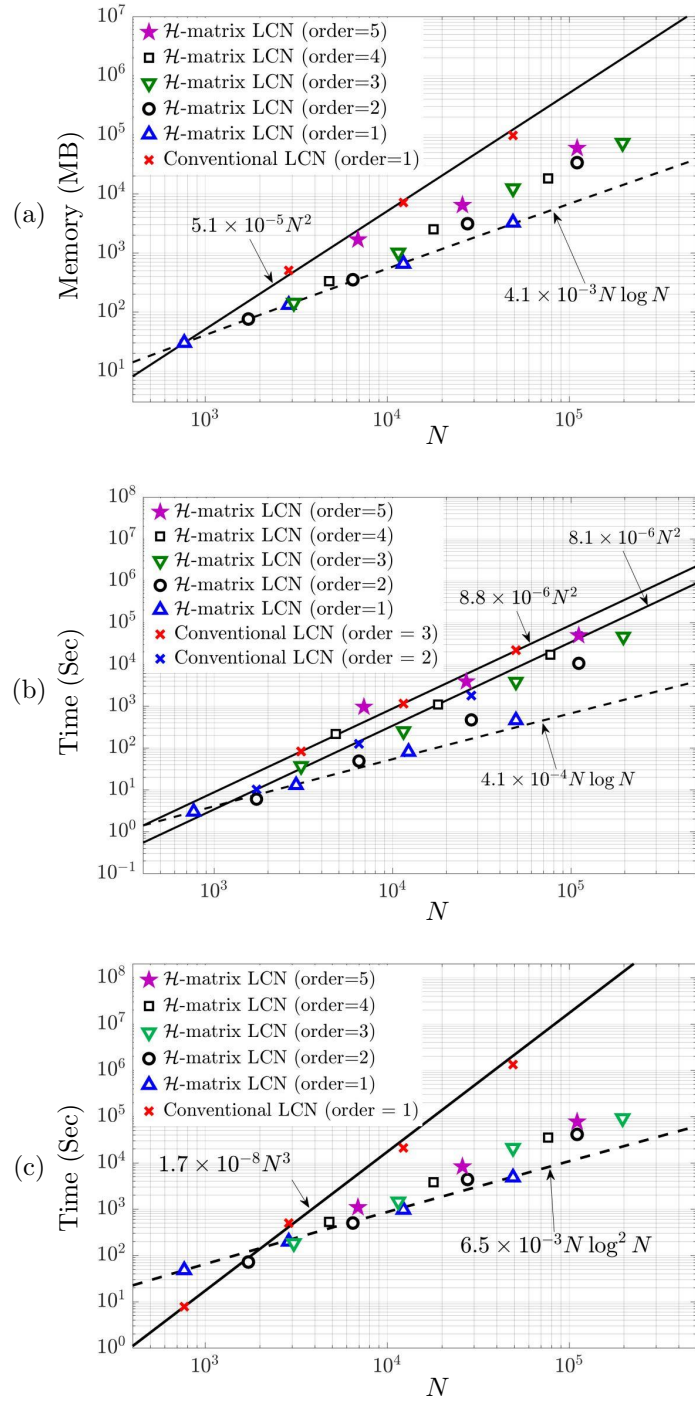 10^7
10^6
10^5
10^4
10^3
10^2
10^1
Memory (MB)
(a)
ℋ-matrix LCN (order=5)
ℋ-matrix LCN (order=4)
ℋ-matrix LCN (order=3)
ℋ-matrix LCN (order=2)
ℋ-matrix LCN (order=1)
Conventional LCN (order=1)
5.1 × 10^−5 N^2
4.1 × 10^−3 N log N
10^3 10^4 10^5
N
10^8
10^7
10^6
10^5
10^4
10^3
10^2
10^1
10^0
10^−1
Time (Sec)
(b)
ℋ-matrix LCN (order=5)
ℋ-matrix LCN (order=4)
ℋ-matrix LCN (order=3)
ℋ-matrix LCN (order=2)
ℋ-matrix LCN (order=1)
Conventional LCN (order = 3)
Conventional LCN (order = 2)
8.1 × 10^−6 N^2
8.8 × 10^−6 N^2
4.1 × 10^−4 N log N
10^3 10^4 10^5
N
10^8
10^7
10^6
10^5
10^4
10^3
10^2
10^1
10^0
Time (Sec)
(c)
ℋ-matrix LCN (order=5)
ℋ-matrix LCN (order=4)
ℋ-matrix LCN (order=3)
ℋ-matrix LCN (order=2)
ℋ-matrix LCN (order=1)
Conventional LCN (order = 1)
1.7 × 10^−8 N^3
6.5 × 10^−3 N log^2 N
10^3 10^4 10^5
N